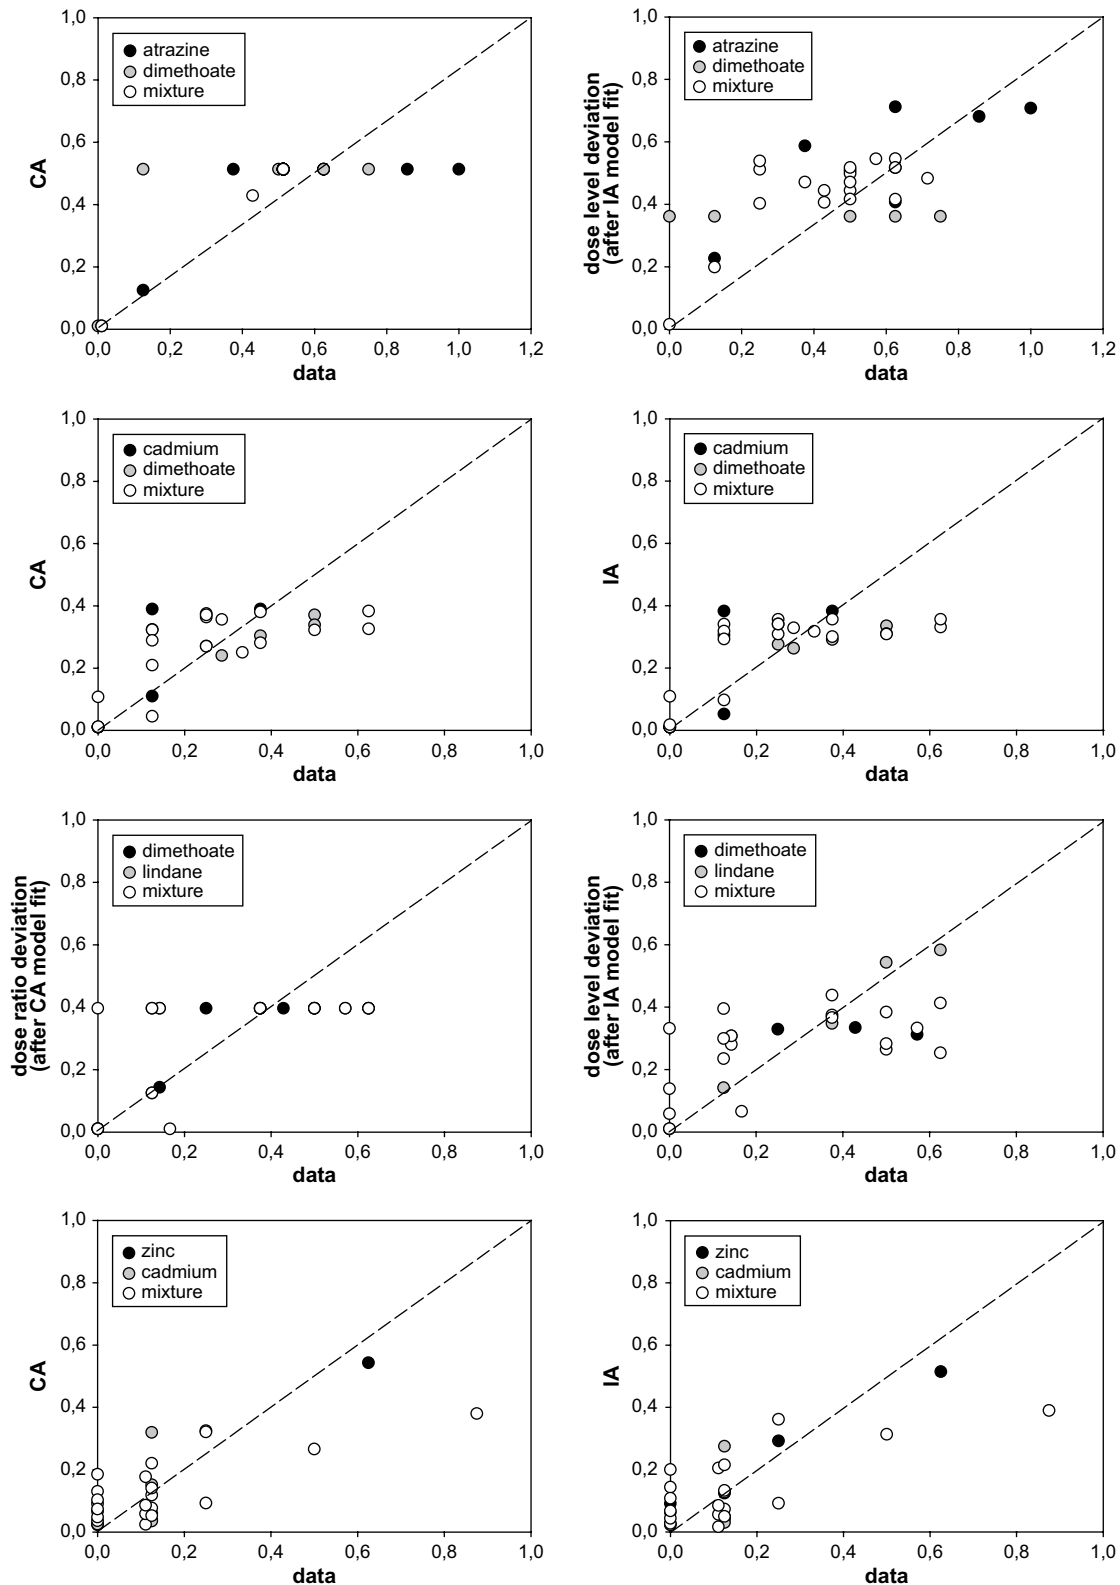 1,0
0,8
0,6
0,4
0,2
0,0
CA
atrazine
dimethoate
mixture
0,0 0,2 0,4 0,6 0,8 1,0 1,2
data
1,0
0,8
0,6
0,4
0,2
0,0
dose level deviation
(after IA model fit)
atrazine
dimethoate
mixture
0,0 0,2 0,4 0,6 0,8 1,0 1,2
data
1,0
0,8
0,6
0,4
0,2
0,0
CA
cadmium
dimethoate
mixture
0,0 0,2 0,4 0,6 0,8 1,0
data
1,0
0,8
0,6
0,4
0,2
0,0
IA
cadmium
dimethoate
mixture
0,0 0,2 0,4 0,6 0,8 1,0
data
1,0
0,8
0,6
0,4
0,2
0,0
dose ratio deviation
(after CA model fit)
dimethoate
lindane
mixture
0,0 0,2 0,4 0,6 0,8 1,0
data
1,0
0,8
0,6
0,4
0,2
0,0
dose level deviation
(after IA model fit)
dimethoate
lindane
mixture
0,0 0,2 0,4 0,6 0,8 1,0
data
1,0
0,8
0,6
0,4
0,2
0,0
CA
zinc
cadmium
mixture
0,0 0,2 0,4 0,6 0,8 1,0
data
1,0
0,8
0,6
0,4
0,2
0,0
IA
zinc
cadmium
mixture
0,0 0,2 0,4 0,6 0,8 1,0
data